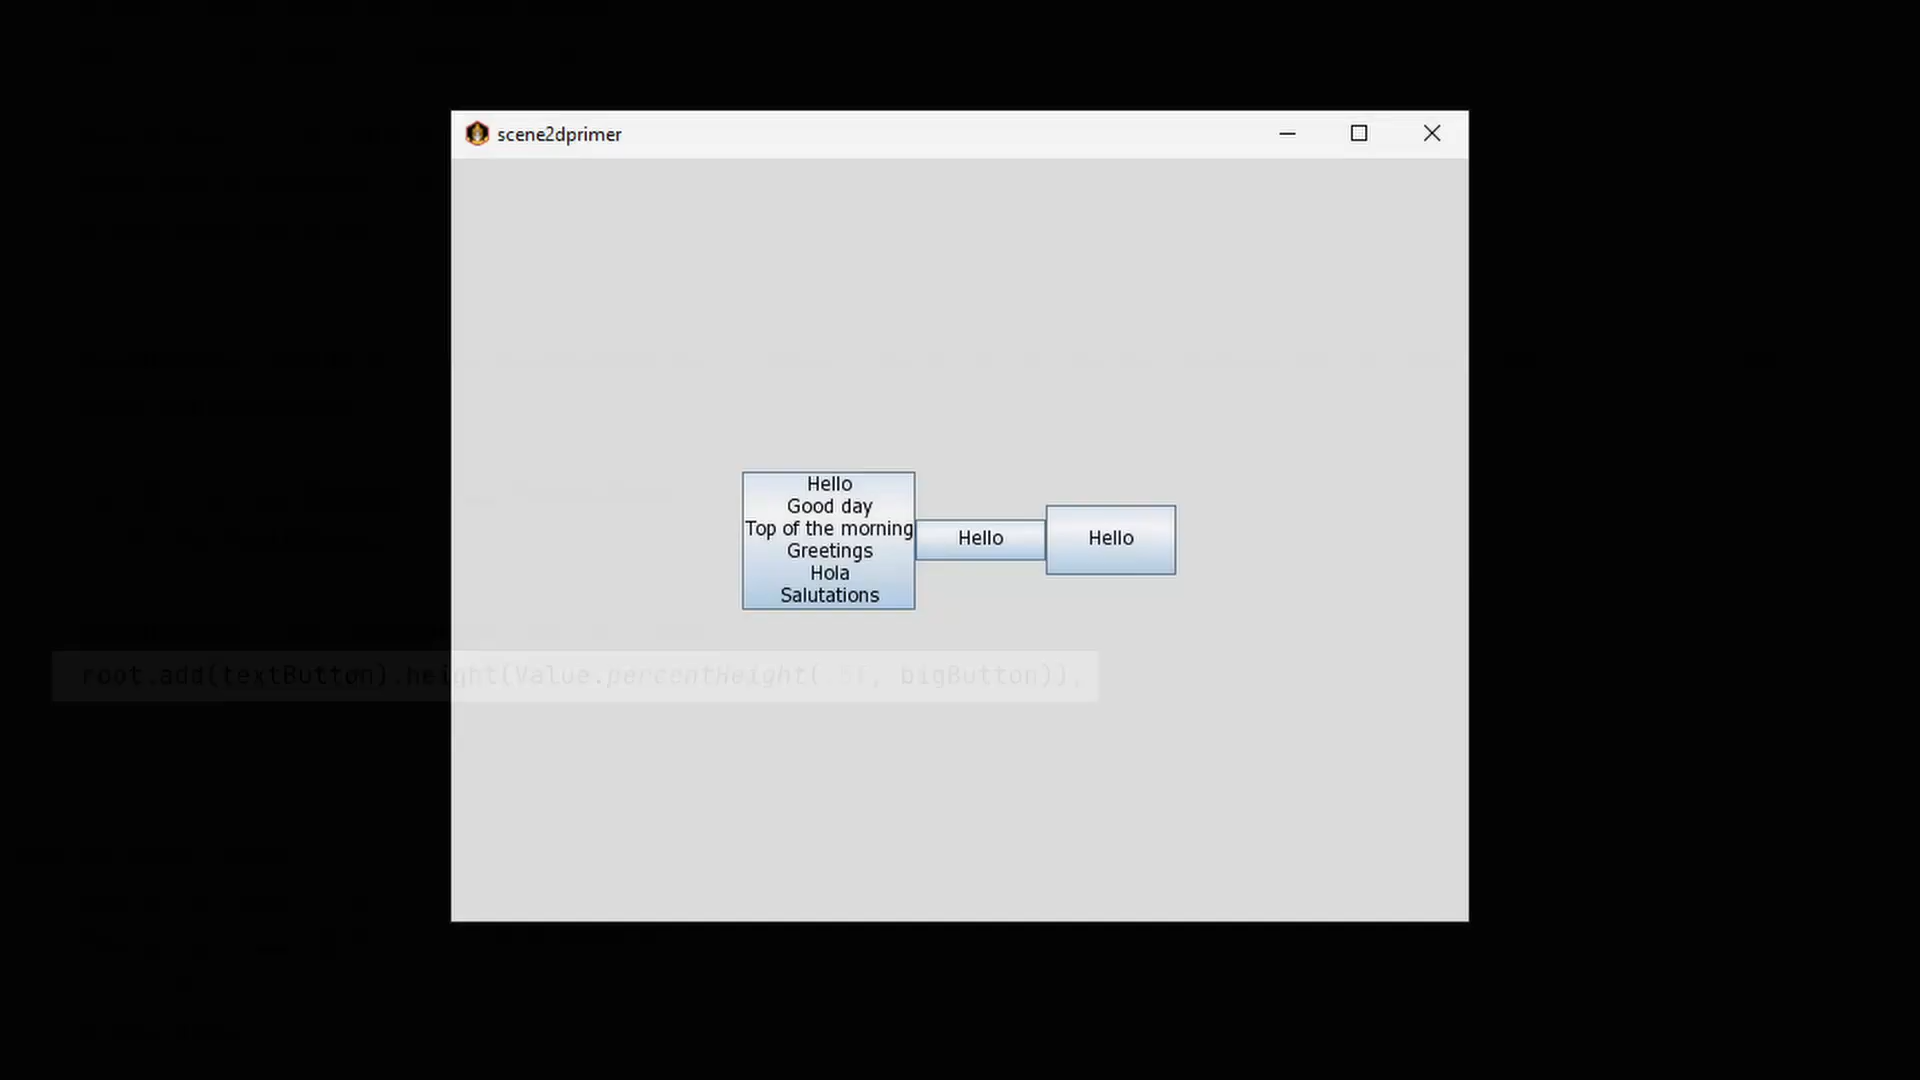 scene2dprimer
Hello
Good day
Top of the morning
Greetings
Hola
Salutations
Hello
Hello
root.add(textButton).height(Value.percentHeight(.5f, bigButton));